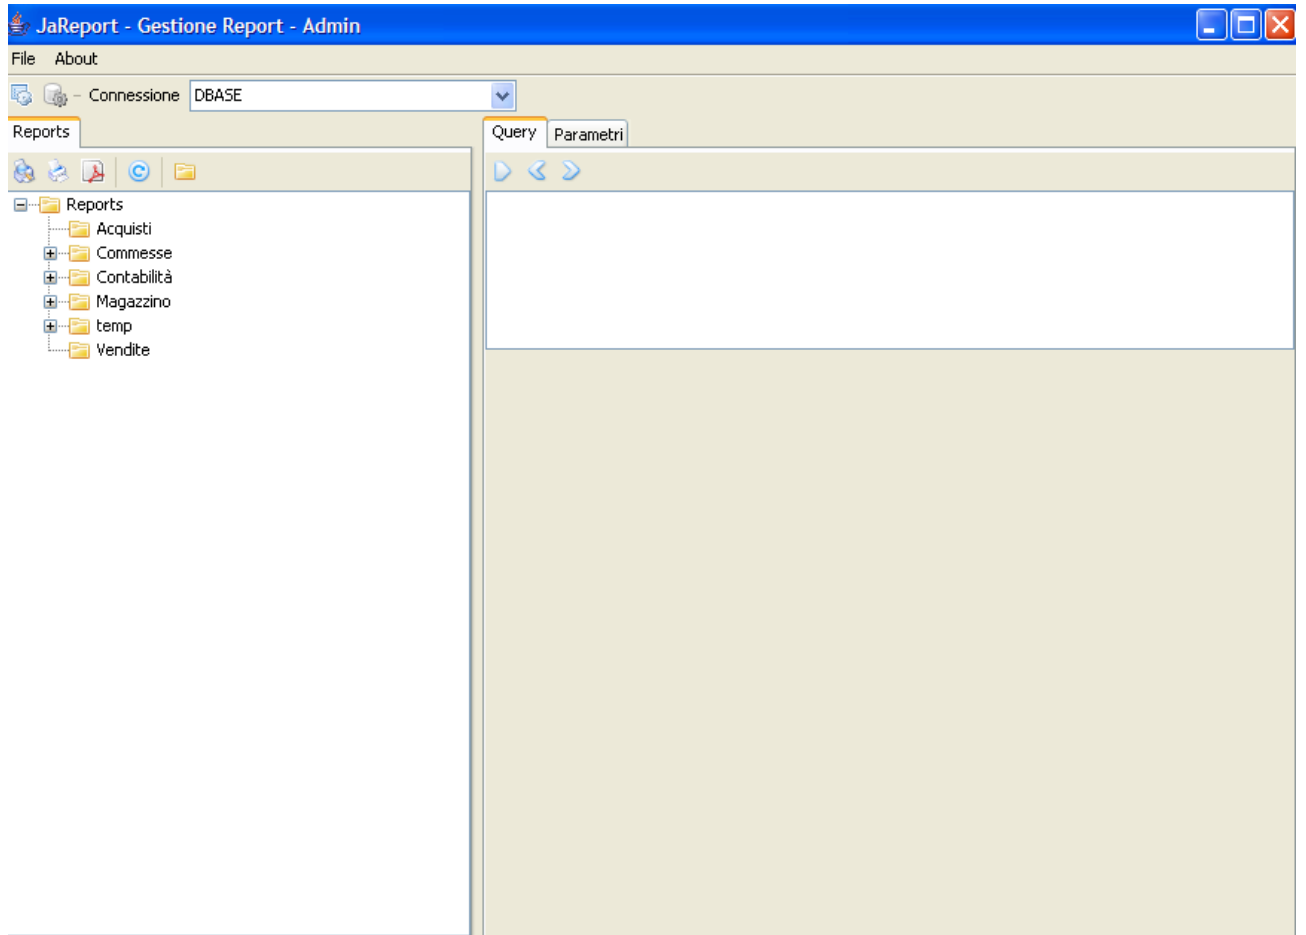 JaReport - Gestione Report - Admin
File About
- Connessione DBASE
Reports
Query Parametri
Reports
Acquisti
Commesse
Contabilità
Magazzino
temp
Vendite